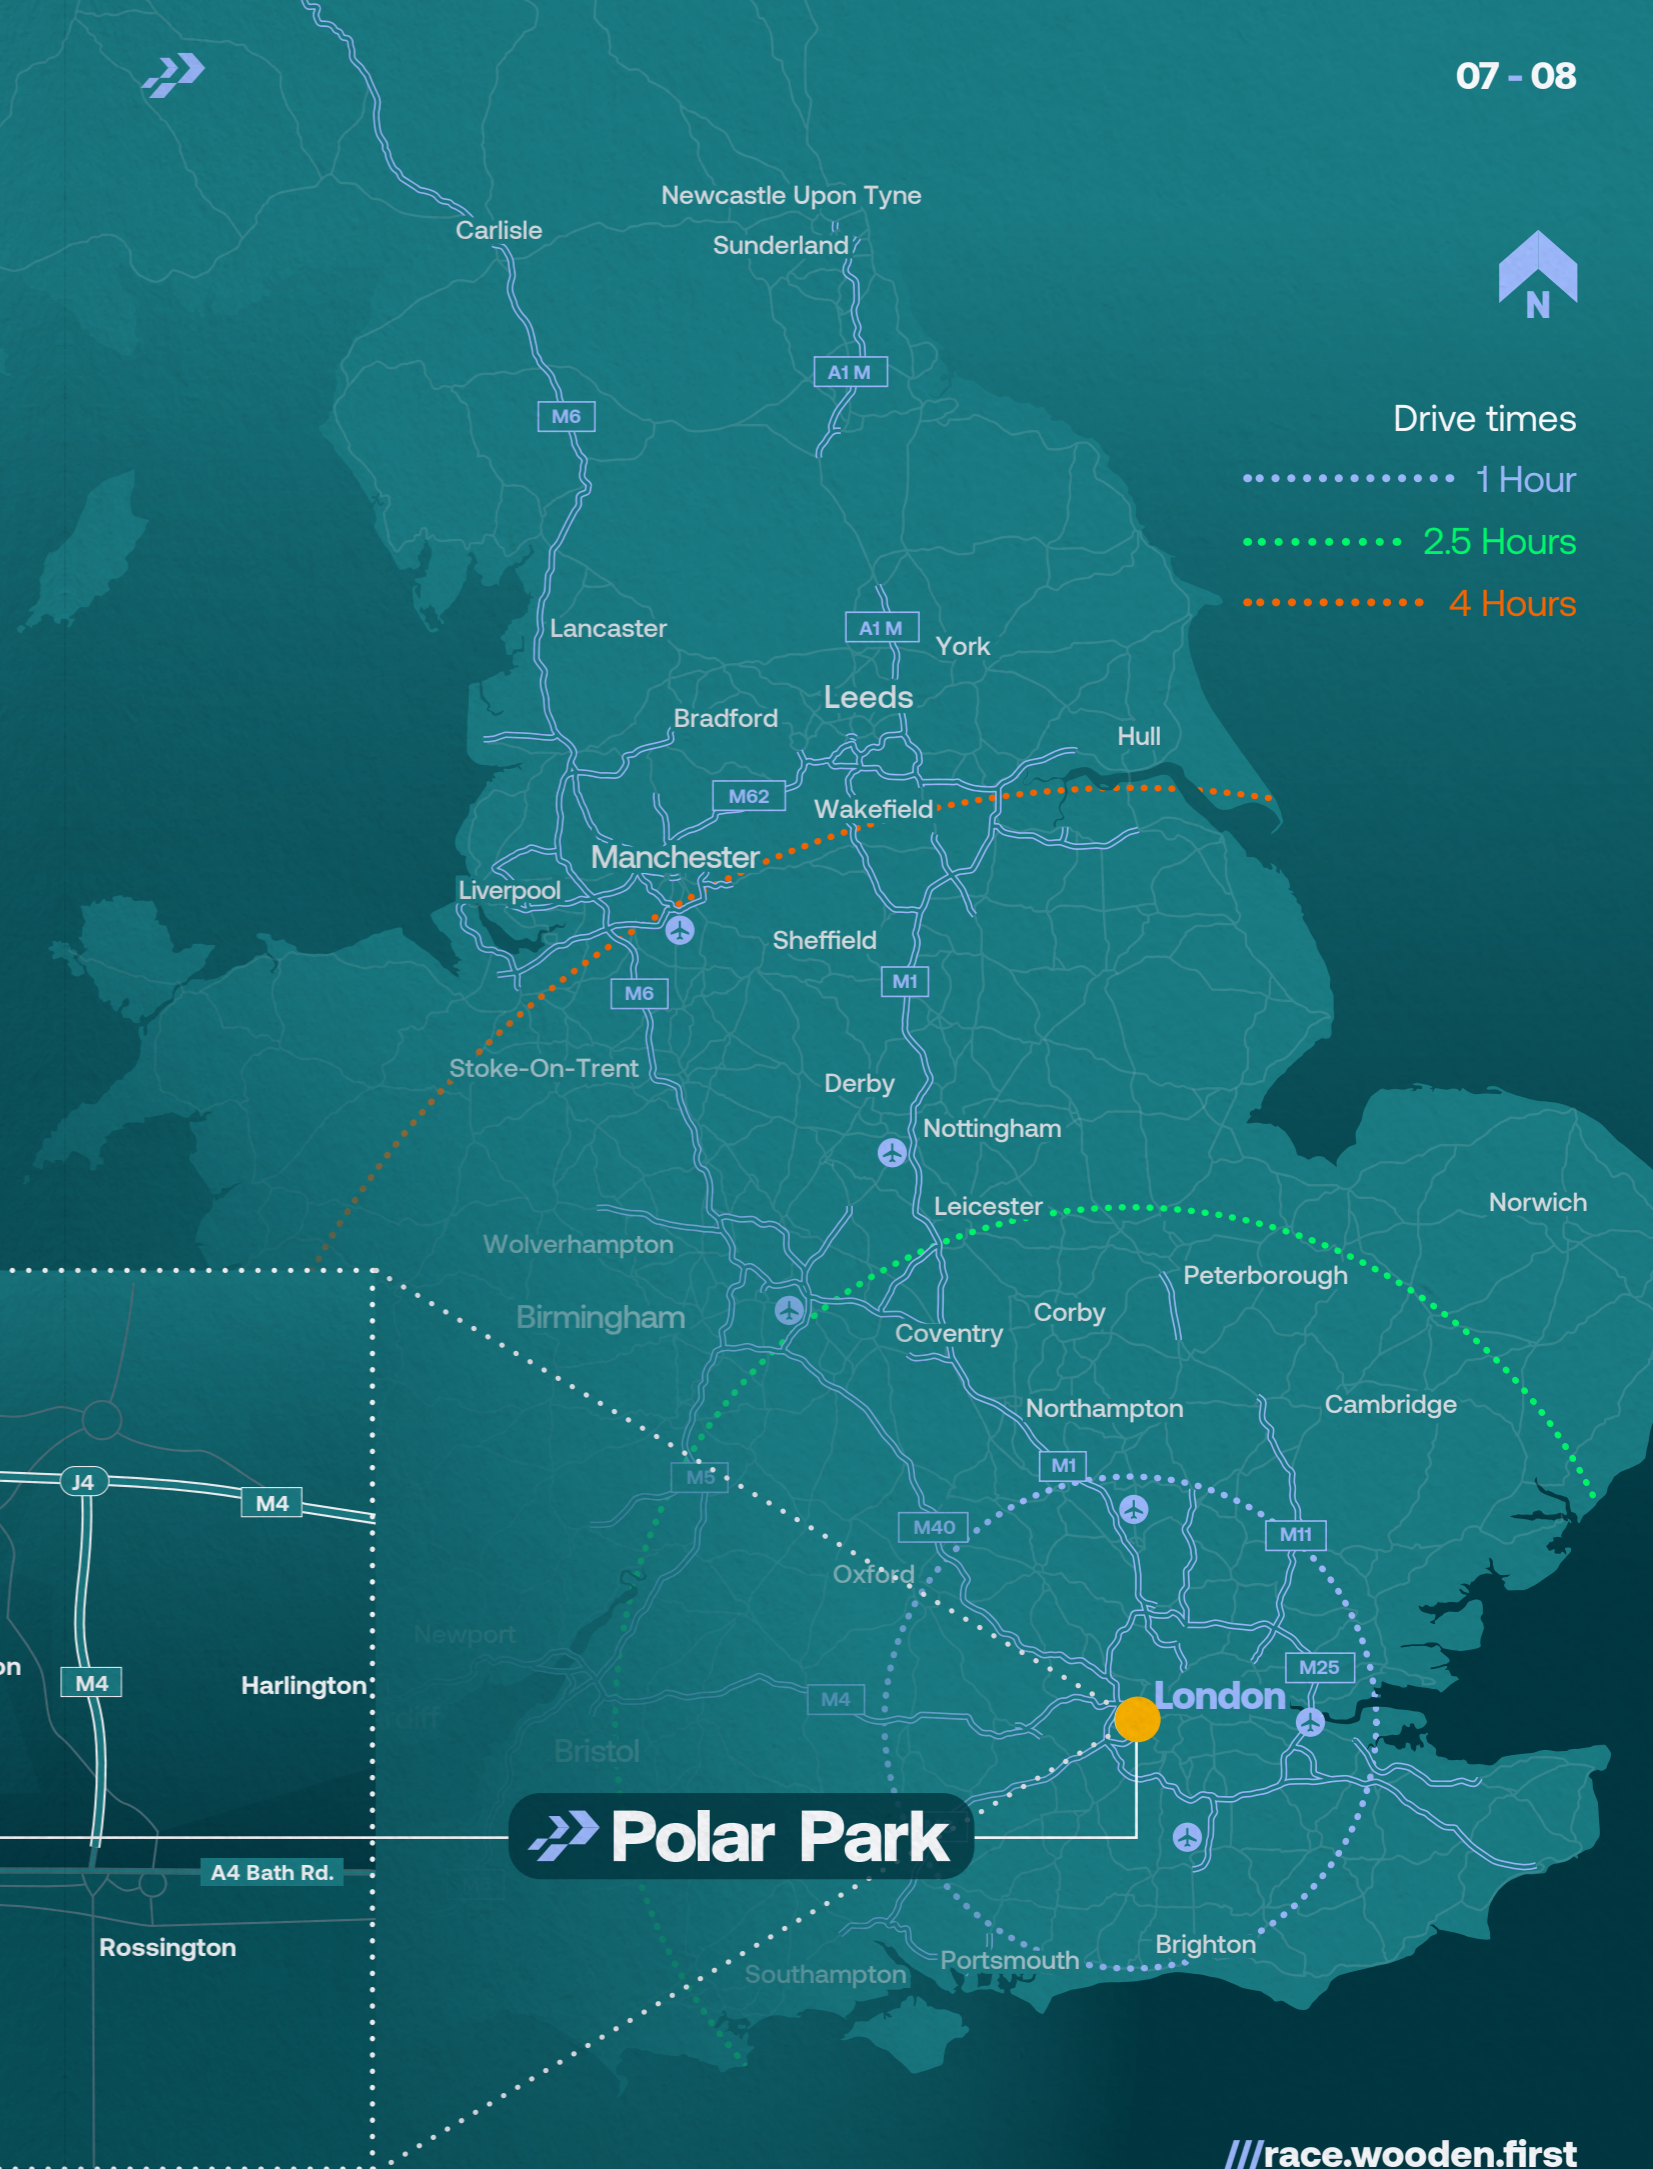 07 - 08
Newcastle Upon Tyne
Carlisle
Sunderland
N
A1 M
M6
Drive times
1 Hour
2.5 Hours
4 Hours
Lancaster
A1 M
York
Leeds
Bradford
Hull
M62
Wakefield
Manchester
Liverpool
Sheffield
M1
M6
Stoke-On-Trent
Derby
Nottingham
Leicester
Norwich
Wolverhampton
Peterborough
Birmingham
Corby
Coventry
Northampton
Cambridge
M1
M5
J4
M4
M40
M11
Oxford
Newport
on
M4
Harlington
M25
London
M4
Bristol
Polar Park
A4 Bath Rd.
Rossington
Brighton
Portsmouth
Southampton
///race.wooden.first